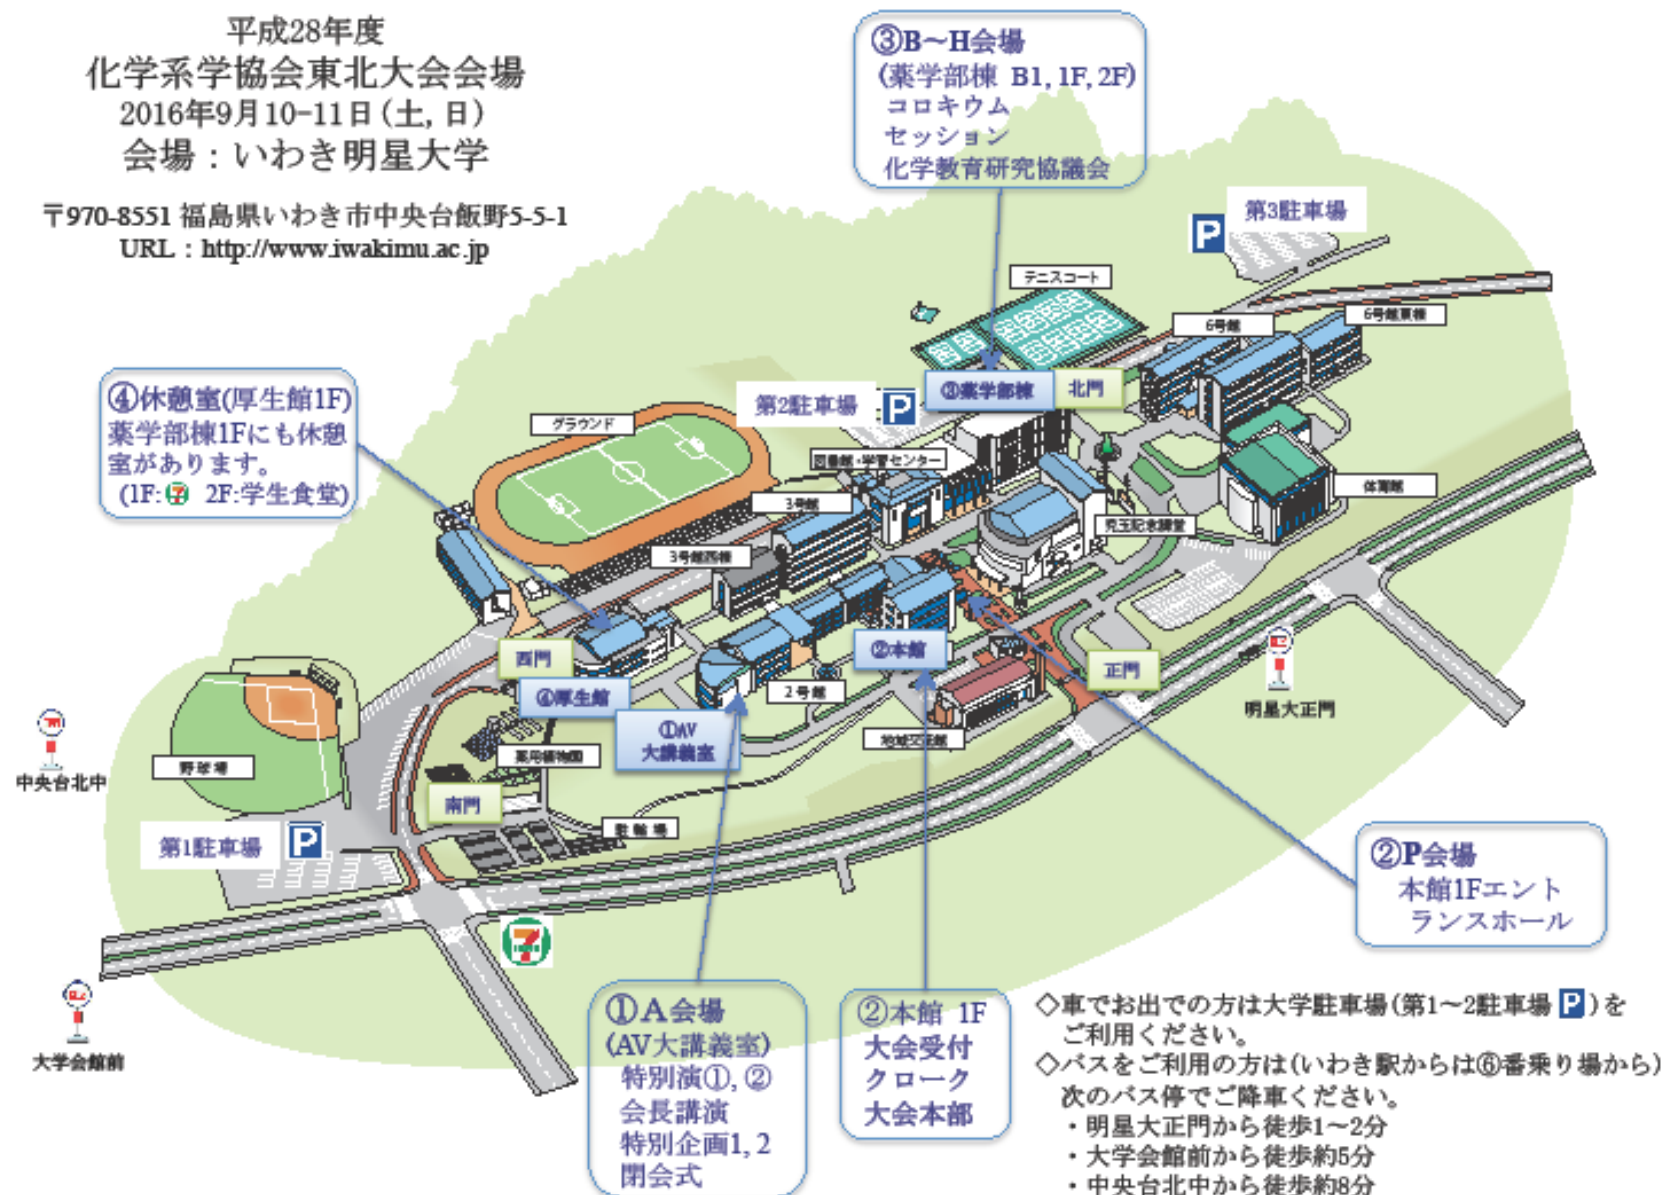 平成28年度
化学系学協会東北大会会場
2016年9月10-11日(土, 日)
会場：いわき明星大学
〒970-8551 福島県いわき市中央台飯野5-5-1
URL：http://www.iwakimu.ac.jp
③B～H会場
(薬学部棟 B1, 1F, 2F)
コロキウム
セッション
化学教育研究協議会
第3駐車場
P
テニスコート
6号館
6号館東棟
④休憩室(厚生館1F)
薬学部棟1Fにも休憩
室があります。
(1F: 7 2F:学生食堂)
グラウンド
第2駐車場
P
③薬学部棟
北門
図書館・学習センター
3号館
体育館
児玉記念講堂
3号館西棟
西門
②本館
正門
④厚生館
2号館
明星大正門
①AV
大講義室
地域交流館
中央台北中
野球場
薬用植物園
南門
駐輪場
第1駐車場
P
②P会場
本館1Fエント
ランスホール
7
大学会館前
①A会場
(AV大講義室)
特別演①, ②
会長講演
特別企画1, 2
閉会式
②本館 1F
大会受付
クローク
大会本部
◇車でお出での方は大学駐車場(第1～2駐車場 P )を
ご利用ください。
◇バスをご利用の方は(いわき駅からは⑥番乗り場から)
次のバス停でご降車ください。
・明星大正門から徒歩1～2分
・大学会館前から徒歩約5分
・中央台北中から徒歩約8分